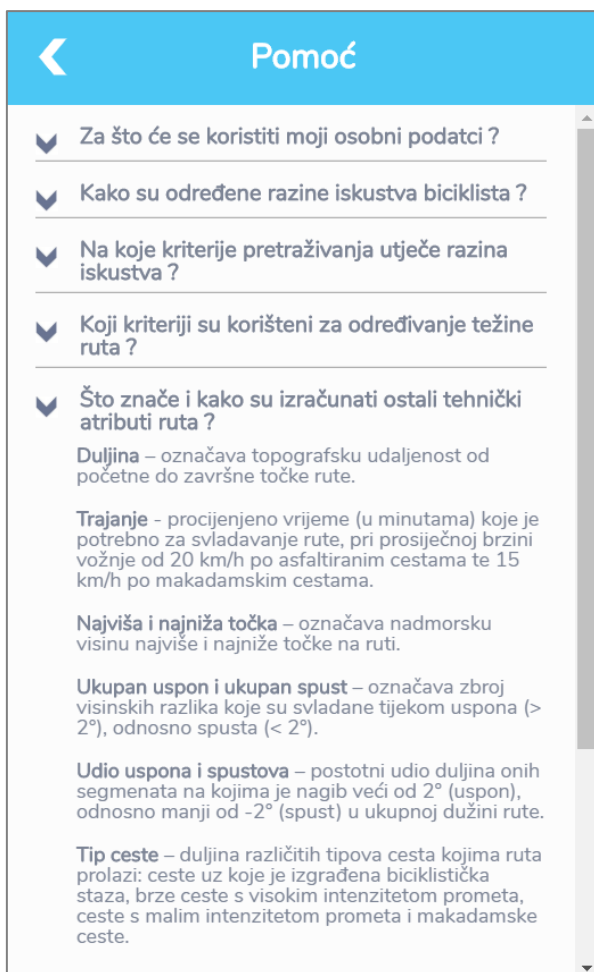 Pomoć
Za što će se koristiti moji osobni podatci ?
Kako su određene razine iskustva biciklista ?
Na koje kriterije pretraživanja utječe razina
iskustva ?
Koji kriteriji su korišteni za određivanje težine
ruta ?
Što znače i kako su izračunati ostali tehnički
atributi ruta ?
Duljina – označava topografsku udaljenost od
početne do završne točke rute.
Trajanje - procijenjeno vrijeme (u minutama) koje je
potrebno za svladavanje rute, pri prosiječnoj brzini
vožnje od 20 km/h po asfaltiranim cestama te 15
km/h po makadamskim cestama.
Najviša i najniža točka – označava nadmorsku
visinu najviše i najniže točke na ruti.
Ukupan uspon i ukupan spust – označava zbroj
visinskih razlika koje su svladane tijekom uspona (>
2°), odnosno spusta (< 2°).
Udio uspona i spustova – postotni udio duljina onih
segmenata na kojima je nagib veći od 2° (uspon),
odnosno manji od -2° (spust) u ukupnoj dužini rute.
Tip ceste – duljina različitih tipova cesta kojima ruta
prolazi: ceste uz koje je izgrađena biciklistička
staza, brze ceste s visokim intenzitetom prometa,
ceste s malim intenzitetom prometa i makadamske
ceste.